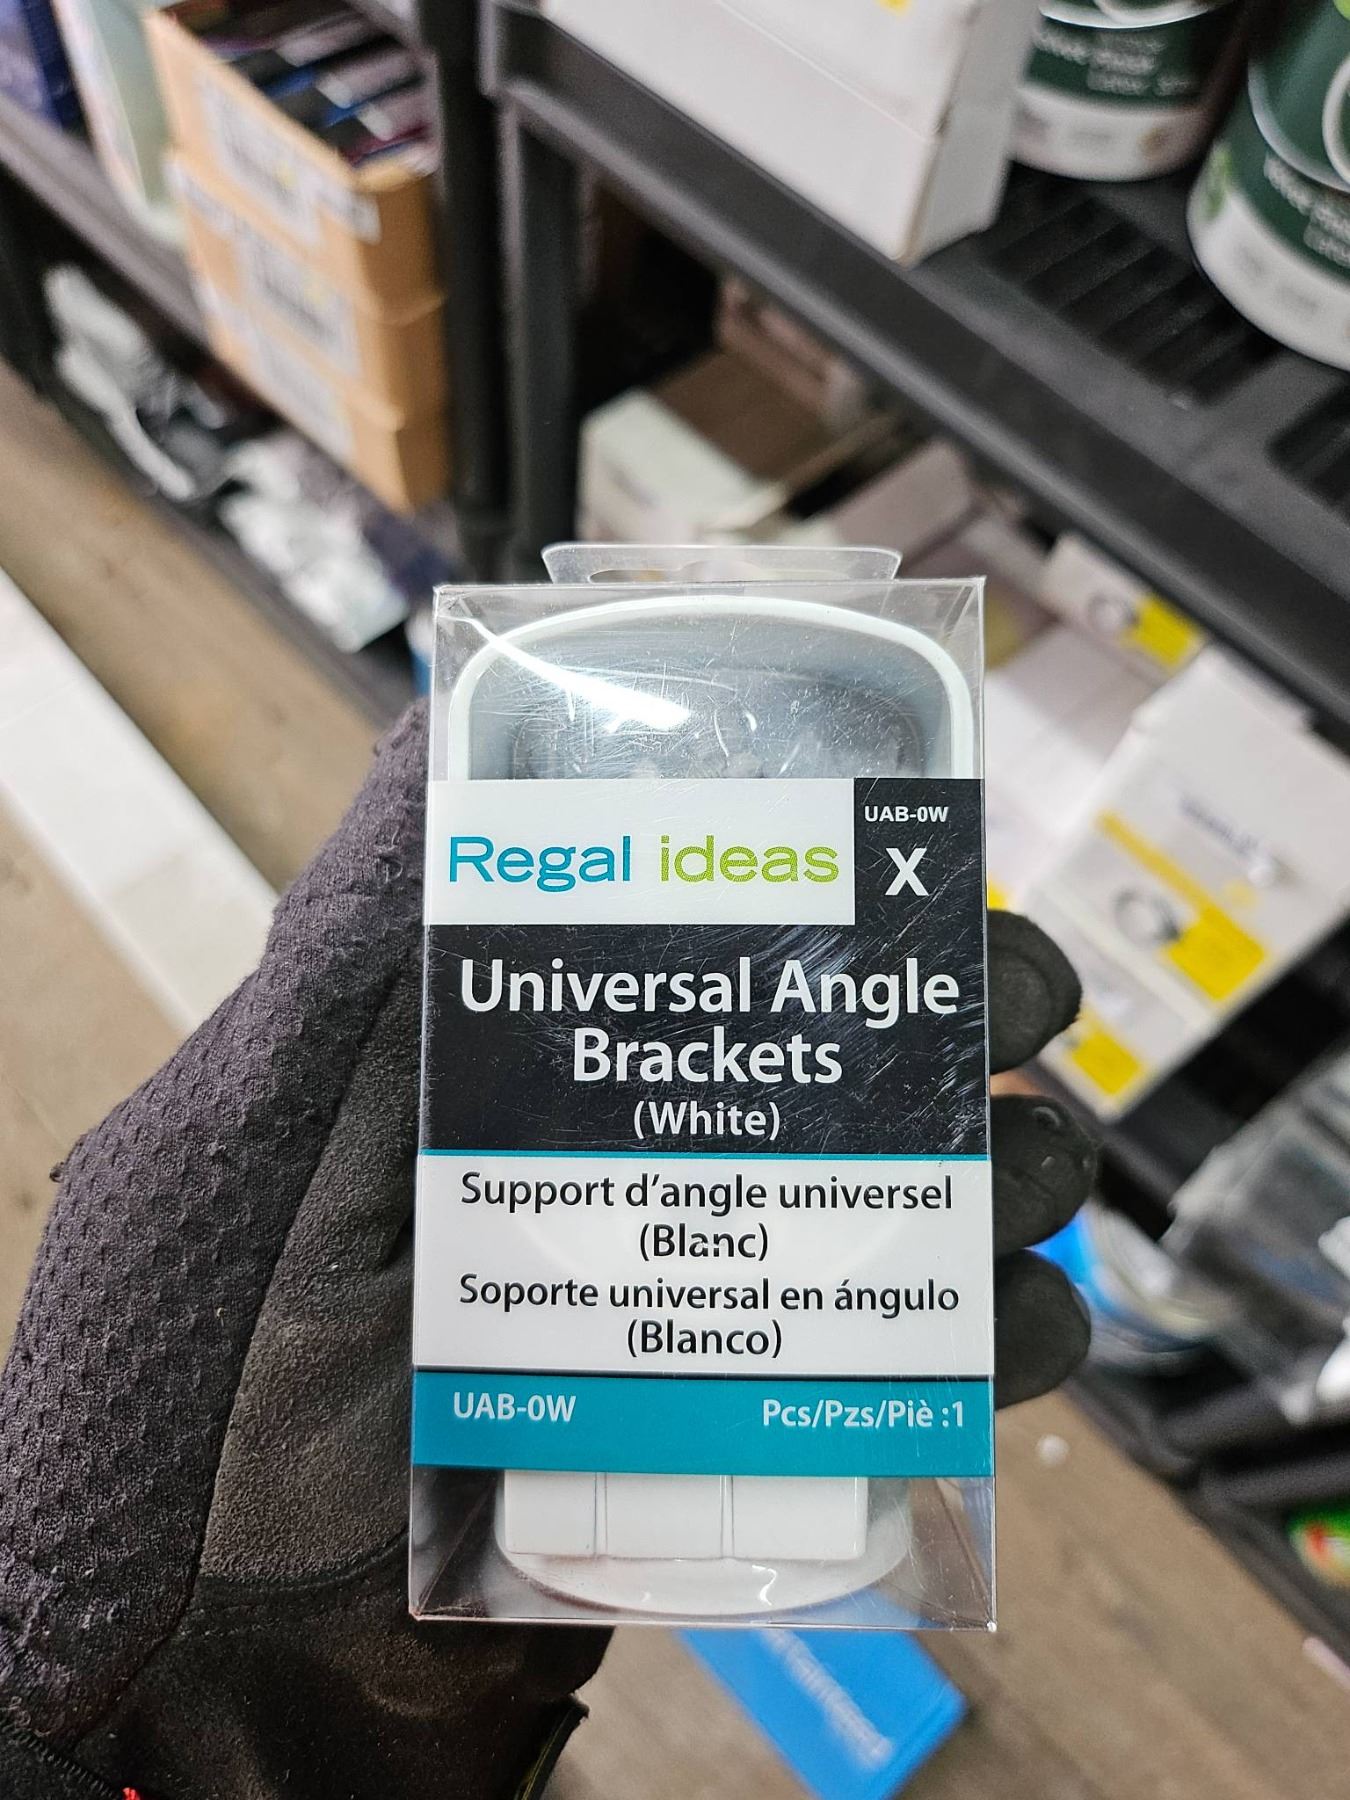 Regal ideas
UAB-0W
X
Universal Angle
Brackets
(White)
Support d'angle universel
(Blanc)
Soporte universal en ángulo
(Blanco)
UAB-0W
Pcs/Pzs/Piè :1